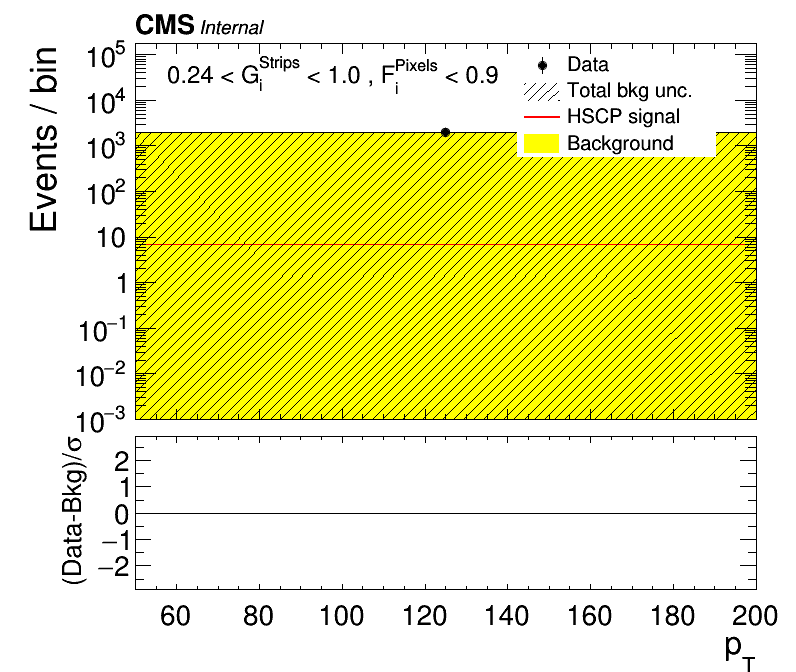 CMS Internal
0.24 < G_i^Strips < 1.0 , F_i^Pixels < 0.9
Data
Total bkg unc.
HSCP signal
Background
Events / bin
10^5
10^4
10^3
10^2
10
1
10^−1
10^−2
10^−3
(Data-Bkg)/σ
2
1
0
−1
−2
60 80 100 120 140 160 180 200
p_T